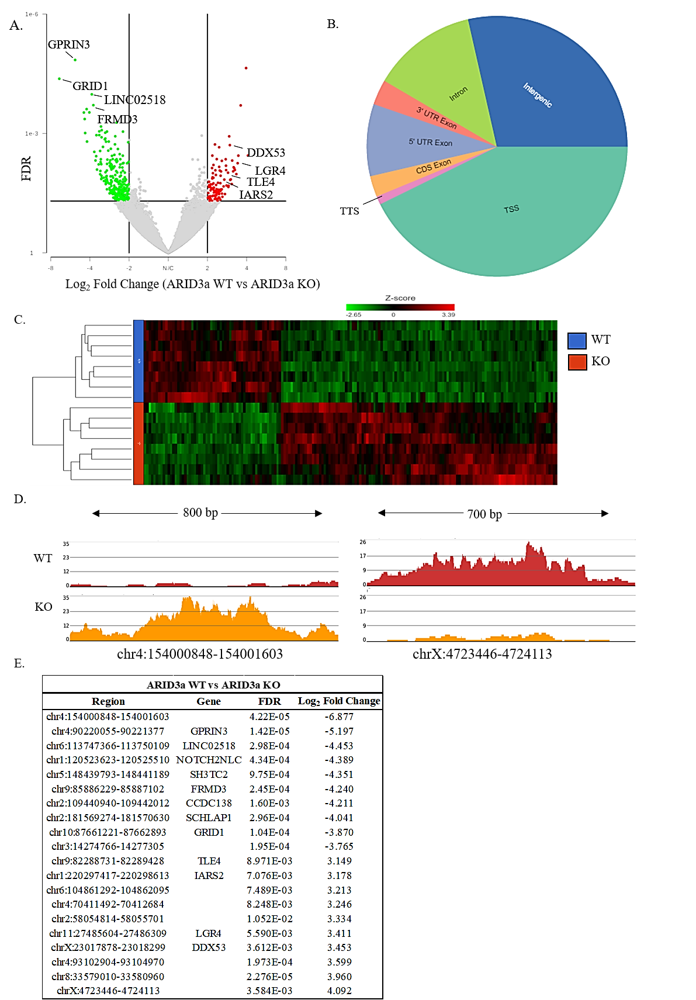 A.
1e-6
GPRIN3
GRID1
LINC02518
FRMD3
1e-3
FDR
DDX53
LGR4
TLE4
IARS2
1
-8 -4 -2 N/C 2 4 8
Log2 Fold Change (ARID3a WT vs ARID3a KO)
B.
Intergenic
Intron
3' UTR Exon
5' UTR Exon
CDS Exon
TTS
TSS
C.
Z-score
-2.65 0 3.39
WT
KO
D.
800 bp
700 bp
WT
35
23
12
0
26
17
9
0
KO
35
23
12
0
26
17
9
0
chr4:154000848-154001603
chrX:4723446-4724113
E.
ARID3a WT vs ARID3a KO
Region Gene FDR Log2 Fold Change
chr4:154000848-154001603 4.22E-05 -6.877
chr4:90220055-90221377 GPRIN3 1.42E-05 -5.197
chr6:113747366-113750109 LINC02518 2.98E-04 -4.453
chr1:120523623-120525510 NOTCH2NLC 4.34E-04 -4.389
chr5:148439793-148441189 SH3TC2 9.75E-04 -4.351
chr9:85886229-85887102 FRMD3 2.45E-04 -4.240
chr2:109440940-109442012 CCDC138 1.60E-03 -4.211
chr2:181569274-181570630 SCHLAP1 2.96E-04 -4.041
chr10:87661221-87662893 GRID1 1.04E-04 -3.870
chr3:14274766-14277305 1.95E-04 -3.765
chr9:82288731-82289428 TLE4 8.971E-03 3.149
chr1:220297417-220298613 IARS2 7.076E-03 3.178
chr6:104861292-104862095 7.489E-03 3.213
chr4:70411492-70412684 8.248E-03 3.246
chr2:58054814-58055701 1.052E-02 3.334
chr11:27485604-27486309 LGR4 5.590E-03 3.411
chrX:23017878-23018299 DDX53 3.612E-03 3.453
chr4:93102904-93104970 1.973E-04 3.599
chr8:33579010-33580960 2.276E-05 3.960
chrX:4723446-4724113 3.584E-03 4.092